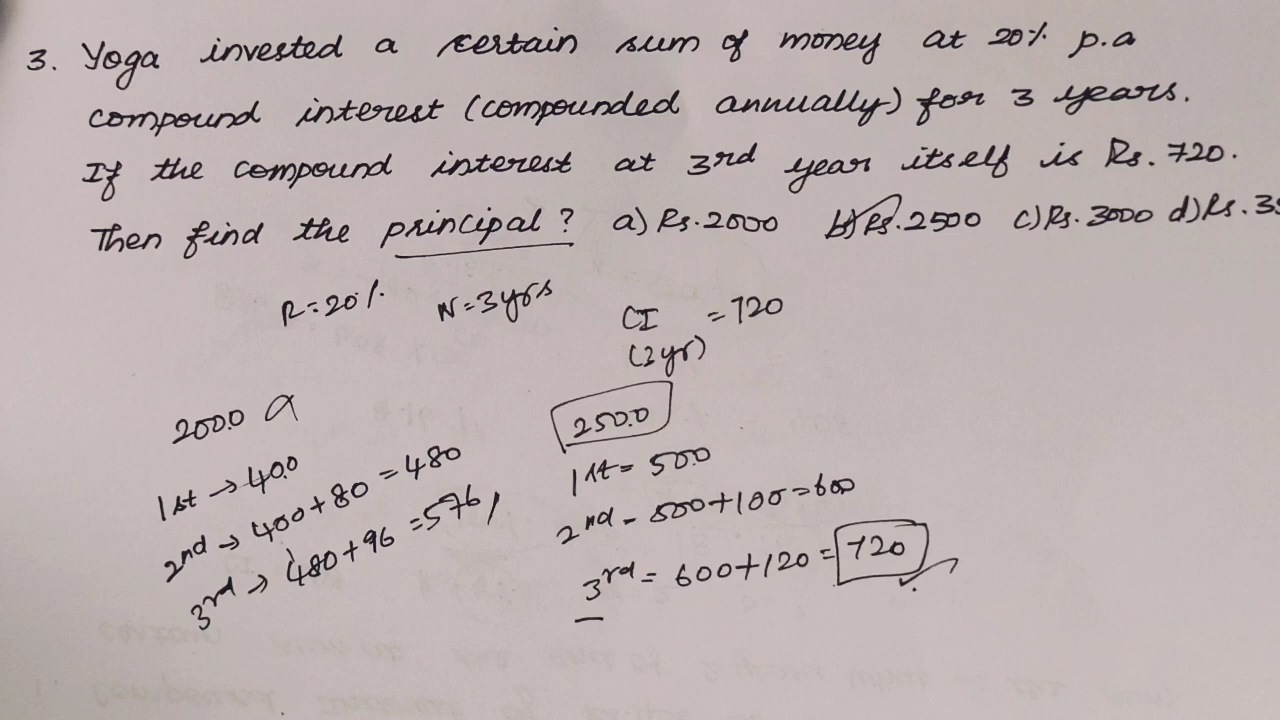 3. Yoga invested a certain sum of money at 20% p.a
compound interest (compounded annually) for 3 years.
If the compound interest at 3rd year itself is Rs. 720.
Then find the principal? a) Rs.2000 b) Rs.2500 c) Rs.3000 d) Rs.3
R=20% N=3yrs CI =720
(3yr)
2000
1st → 400
2nd → 400+80=480
3rd → 480+96=576
2500
1st= 500
2nd - 500+100=600
3rd = 600+120=720